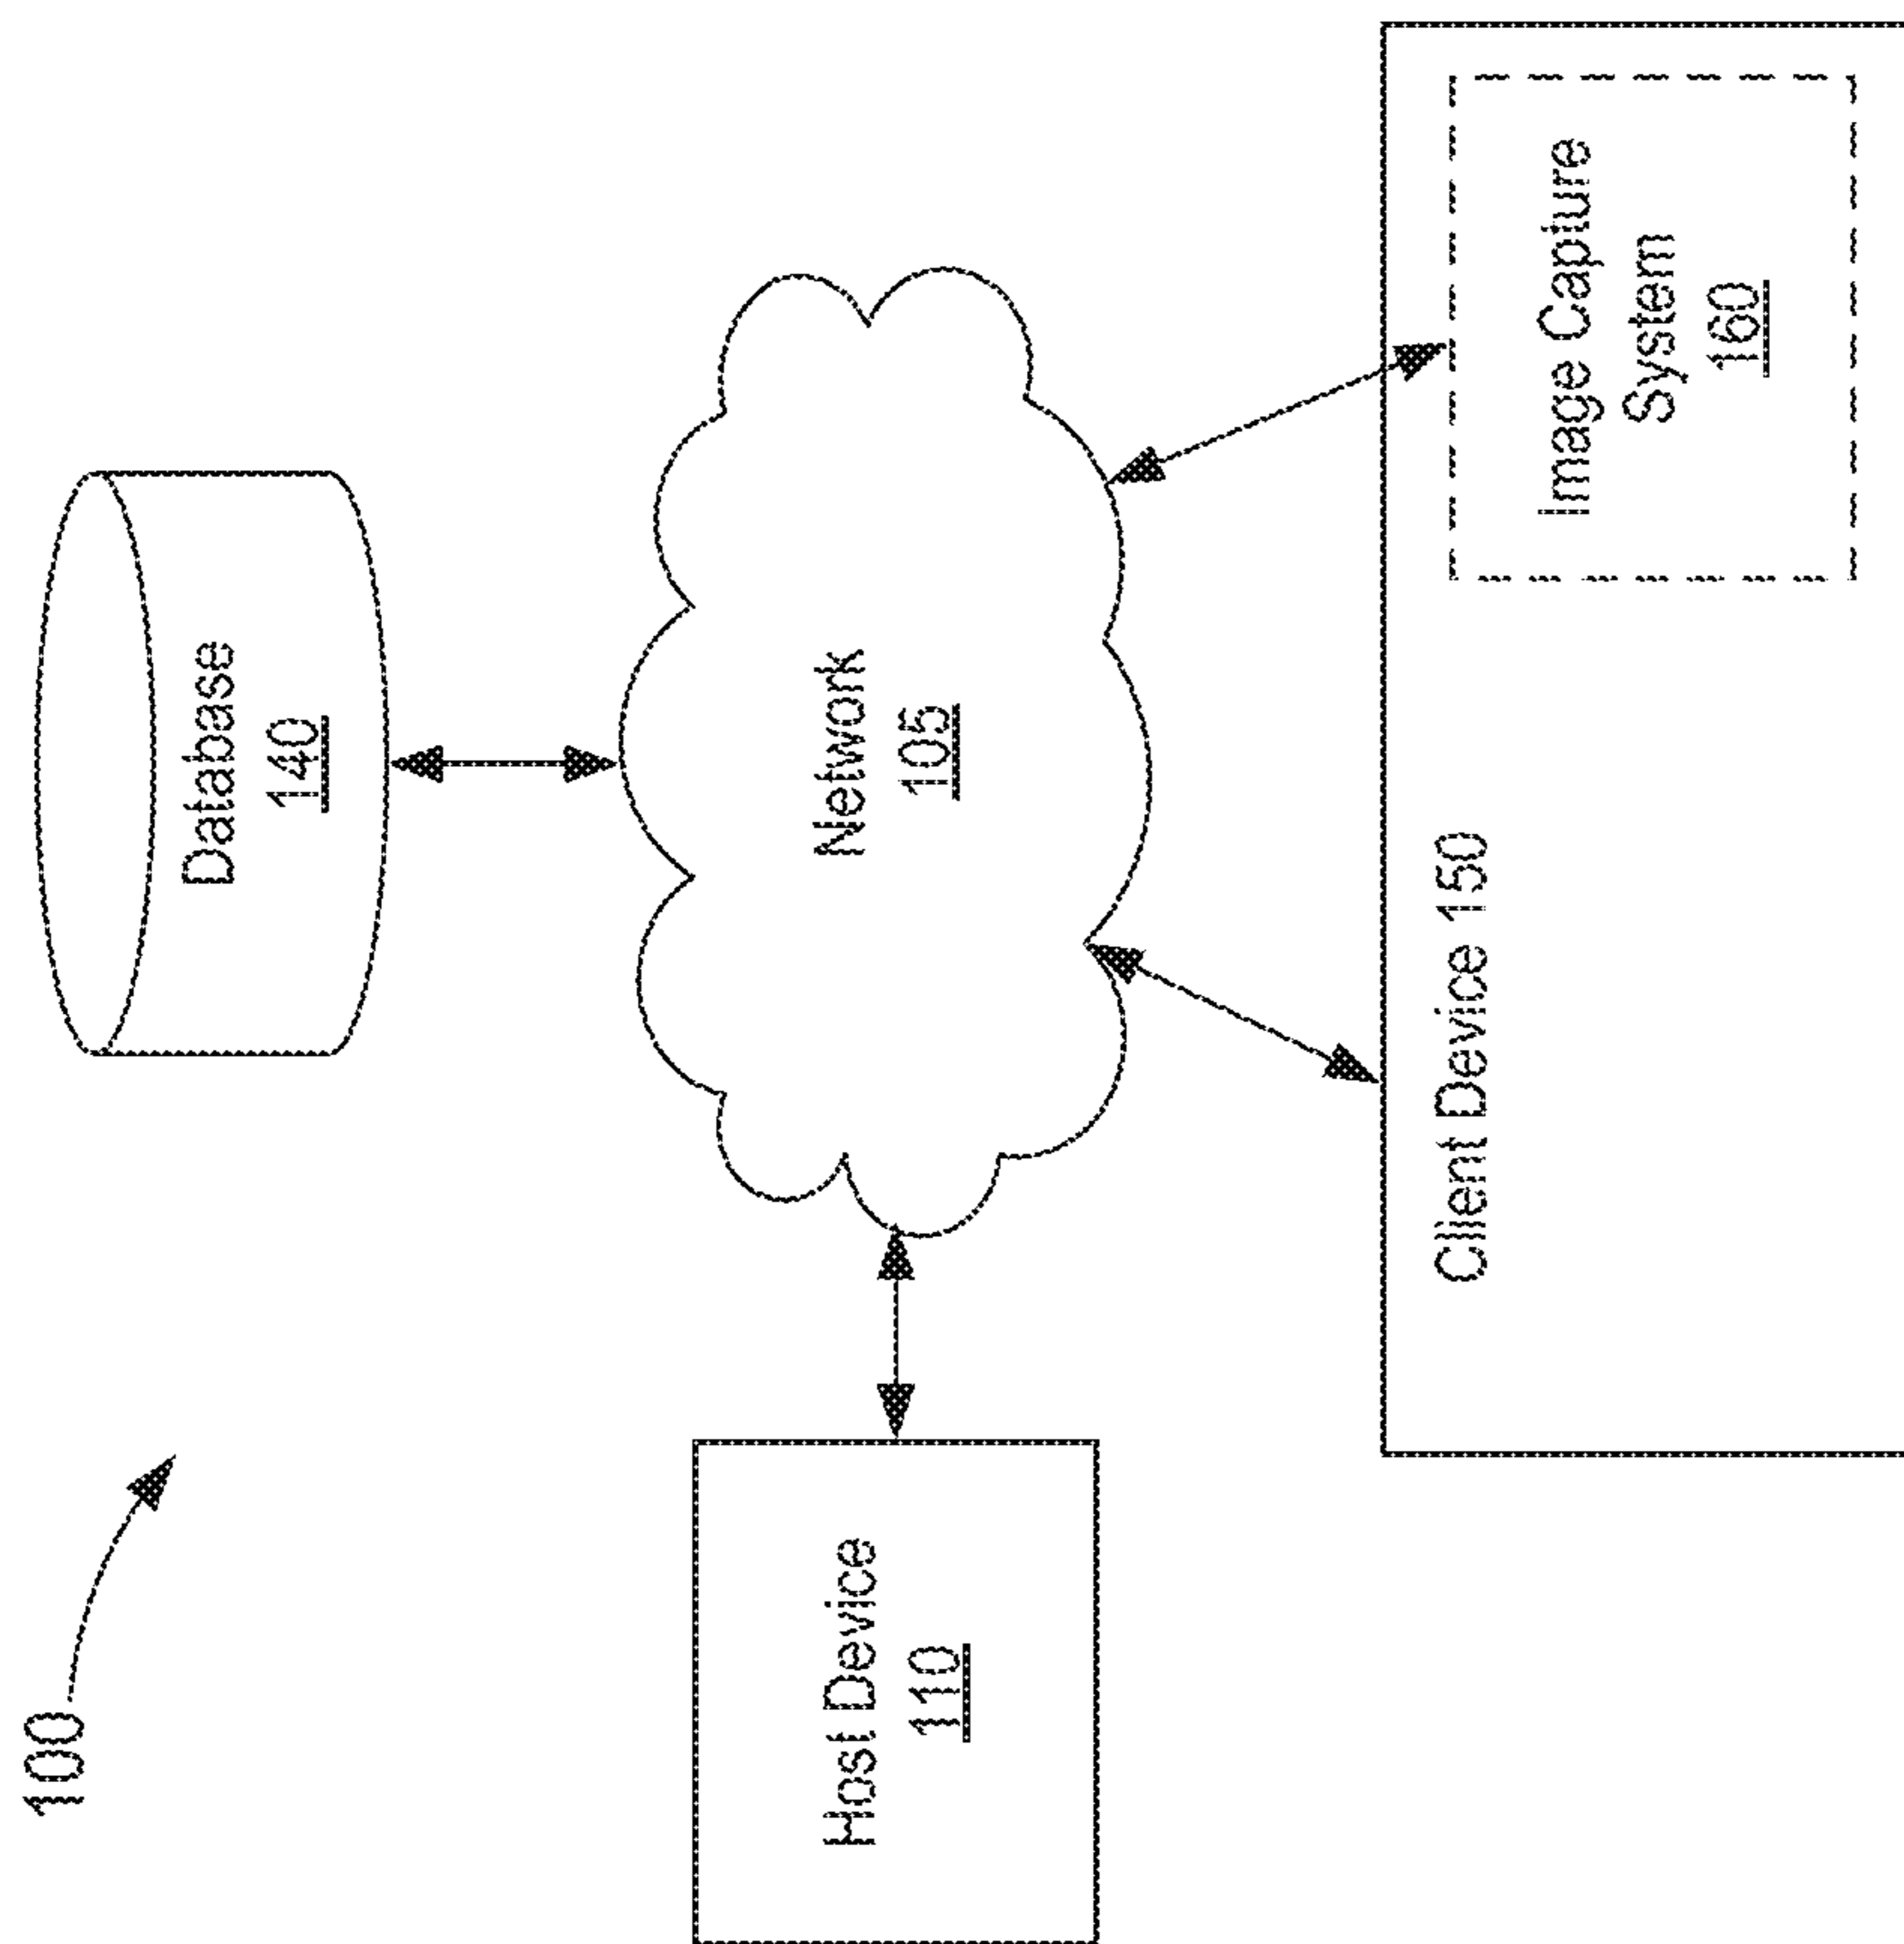 100
Database
140
Host Device
110
Network
105
Client Device 150
Image Capture
System
160